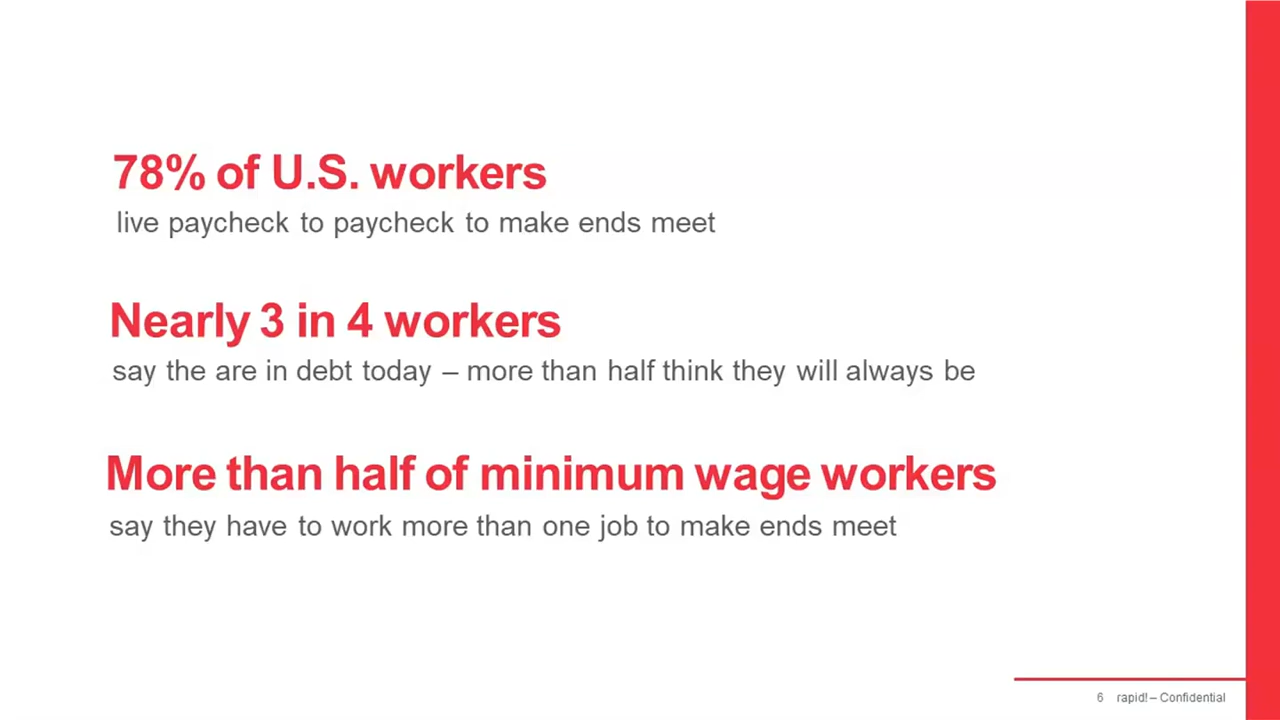 78% of U.S. workers
live paycheck to paycheck to make ends meet
Nearly 3 in 4 workers
say the are in debt today – more than half think they will always be
More than half of minimum wage workers
say they have to work more than one job to make ends meet
6 rapid! – Confidential